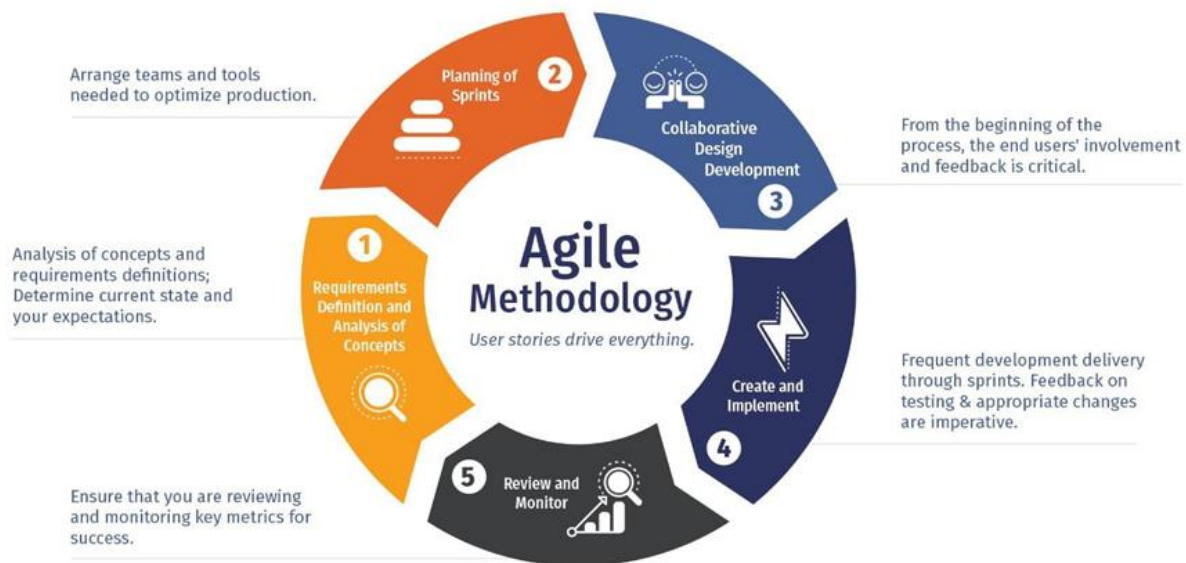 Agile
Methodology
User stories drive everything.
1
Requirements
Definition and
Analysis of
Concepts
Analysis of concepts and
requirements definitions;
Determine current state and
your expectations.
2
Planning of
Sprints
Arrange teams and tools
needed to optimize production.
Collaborative
Design
Development
3
From the beginning of the
process, the end users' involvement
and feedback is critical.
Create and
Implement
4
Frequent development delivery
through sprints. Feedback on
testing & appropriate changes
are imperative.
5
Review and
Monitor
Ensure that you are reviewing
and monitoring key metrics for
success.